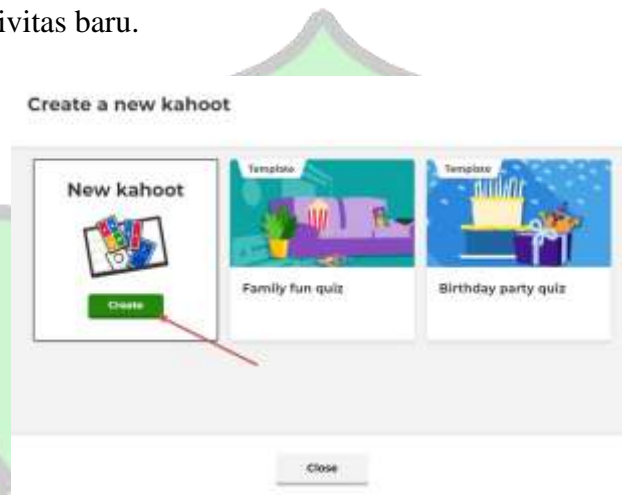 ivitas baru.
Create a new kahoot
New kahoot
Create
Template
Family fun quiz
Template
Birthday party quiz
Close